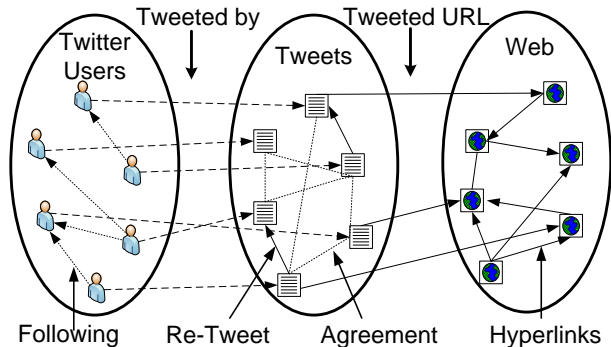 Tweeted by
Tweeted URL
Twitter
Users
Tweets
Web
Following
Re-Tweet
Agreement
Hyperlinks